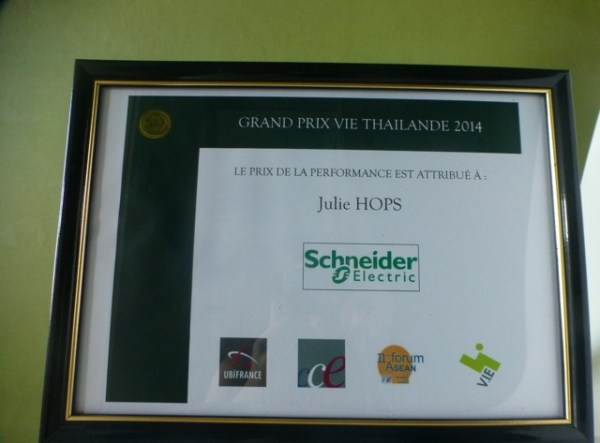 GRAND PRIX VIE THAILANDE 2014
LE PRIX DE LA PERFORMANCE EST ATTRIBUÉ À :
Julie HOPS
Schneider
Electric
UBIFRANCE
cce
II forum
ASEAN
V.I.E